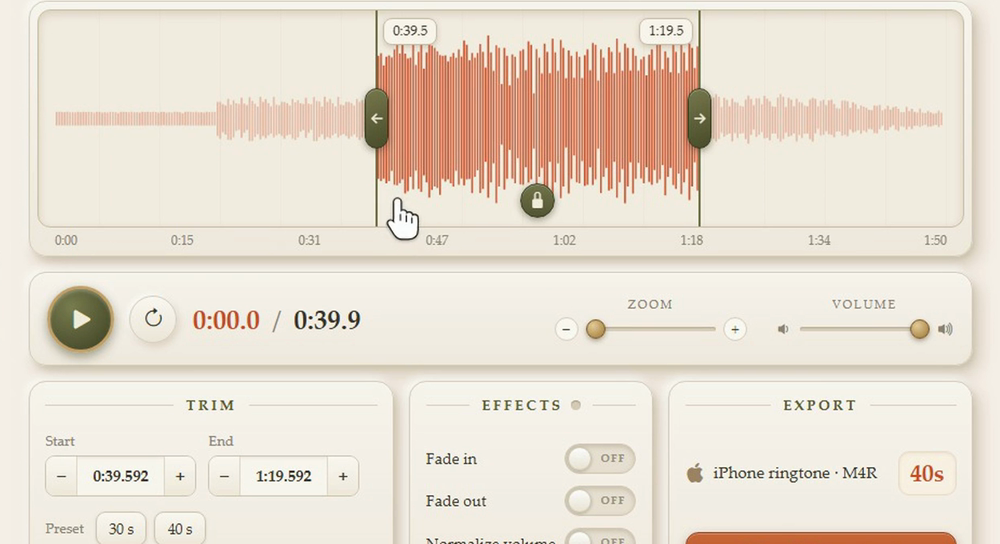 0:39.5 1:19.5
0:00 0:15 0:31 0:47 1:02 1:18 1:34 1:50
ZOOM VOLUME
0:00.0 / 0:39.9
− + 
TRIM
Start End
− 0:39.592 + − 1:19.592 +
Preset 30 s 40 s
EFFECTS
Fade in OFF
Fade out OFF
Normalize volume OFF
EXPORT
iPhone ringtone · M4R 40s